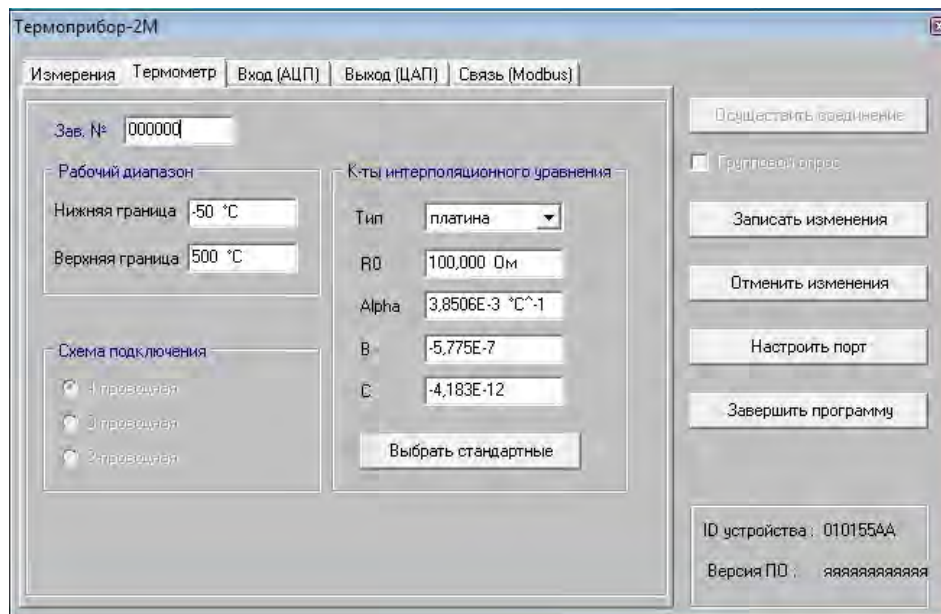 Термоприбор-2М
Измерения Термометр Вход (АЦП) Выход (ЦАП) Связь (Modbus)
Зав. № 000000
Рабочий диапазон
Нижняя граница -50 °C
Верхняя граница 500 °C
Схема подключения
4-проводная
3-проводная
2-проводная
К-ты интерполяционного уравнения
Тип платина
R0 100,000 Ом
Alpha 3,8506E-3 °C^-1
B -5,775E-7
C -4,183E-12
Выбрать стандартные
Осуществить соединение
Групповой опрос
Записать изменения
Отменить изменения
Настроить порт
Завершить программу
ID устройства : 010155AA
Версия ПО : яяяяяяяяяяяя